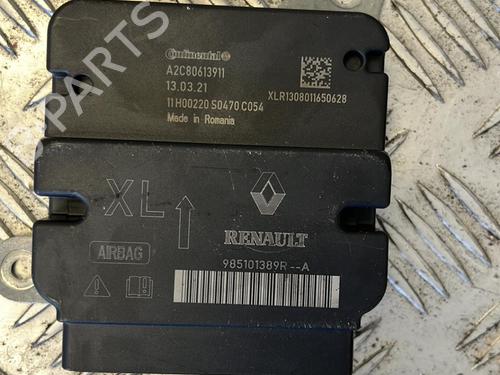 Continental
A2C80613911
13.03.21
11H00220 S0470 C054
XLR1308011650628
Made in Romania
XL
RENAULT
AIRBAG
985101389R--A
PARTS